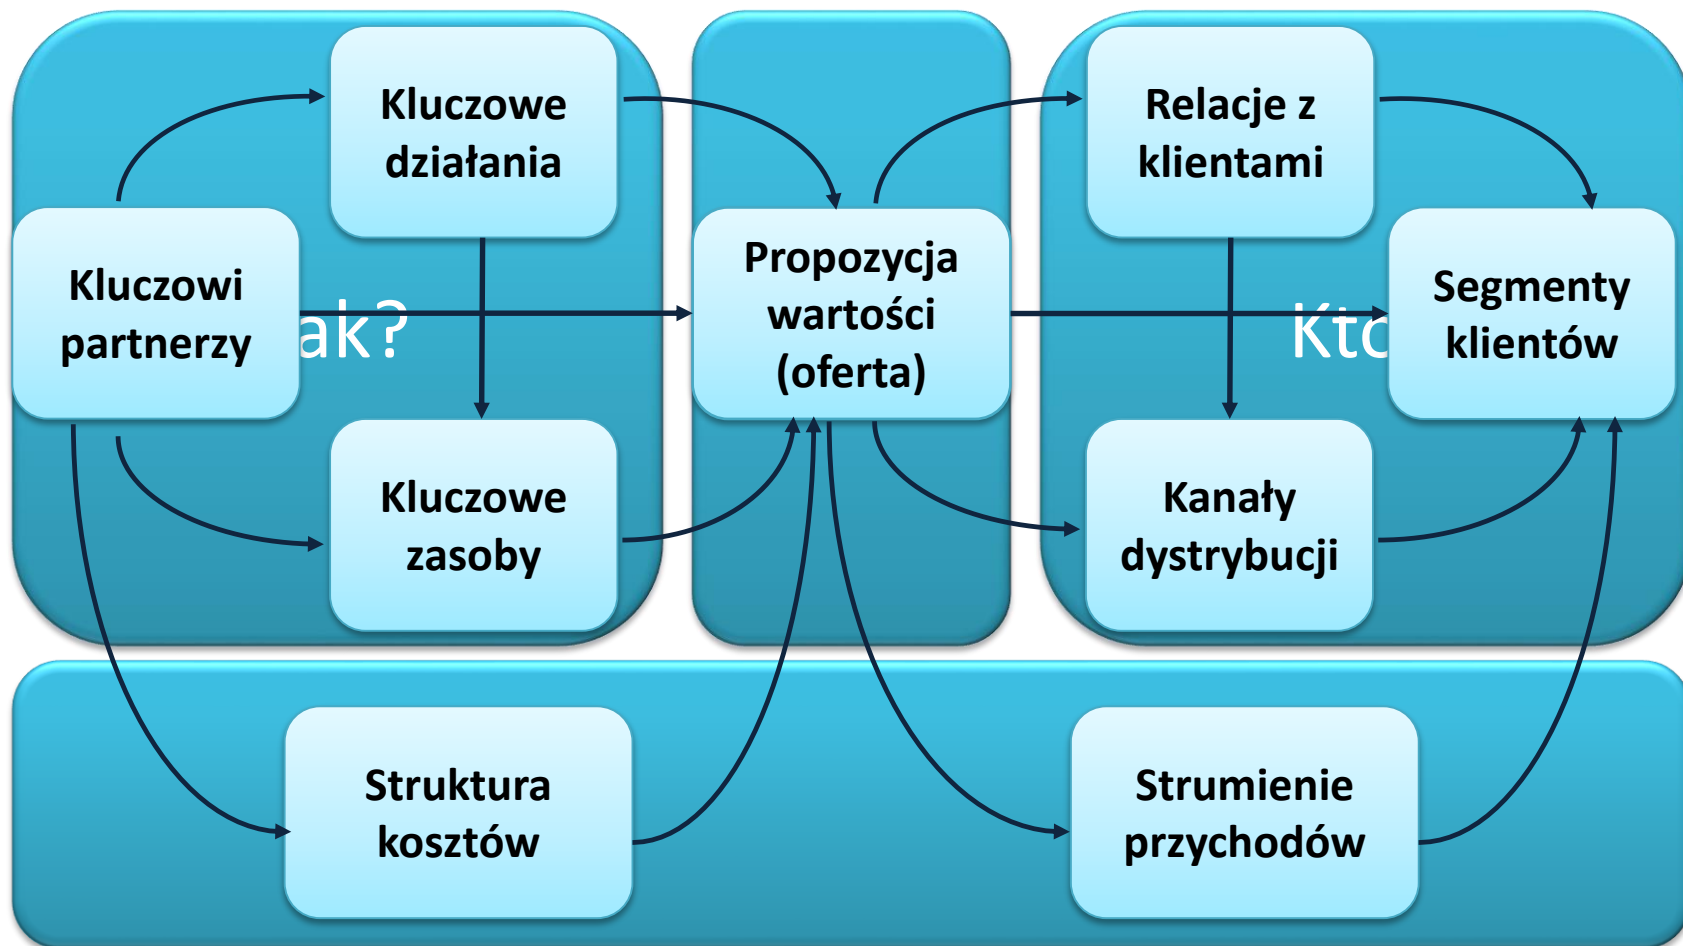 Kluczowe
działania
Relacje z
klientami
Kluczowi
partnerzy
ak?
Propozycja
wartości
(oferta)
Kto
Segmenty
klientów
Kluczowe
zasoby
Kanały
dystrybucji
Struktura
kosztów
Strumienie
przychodów